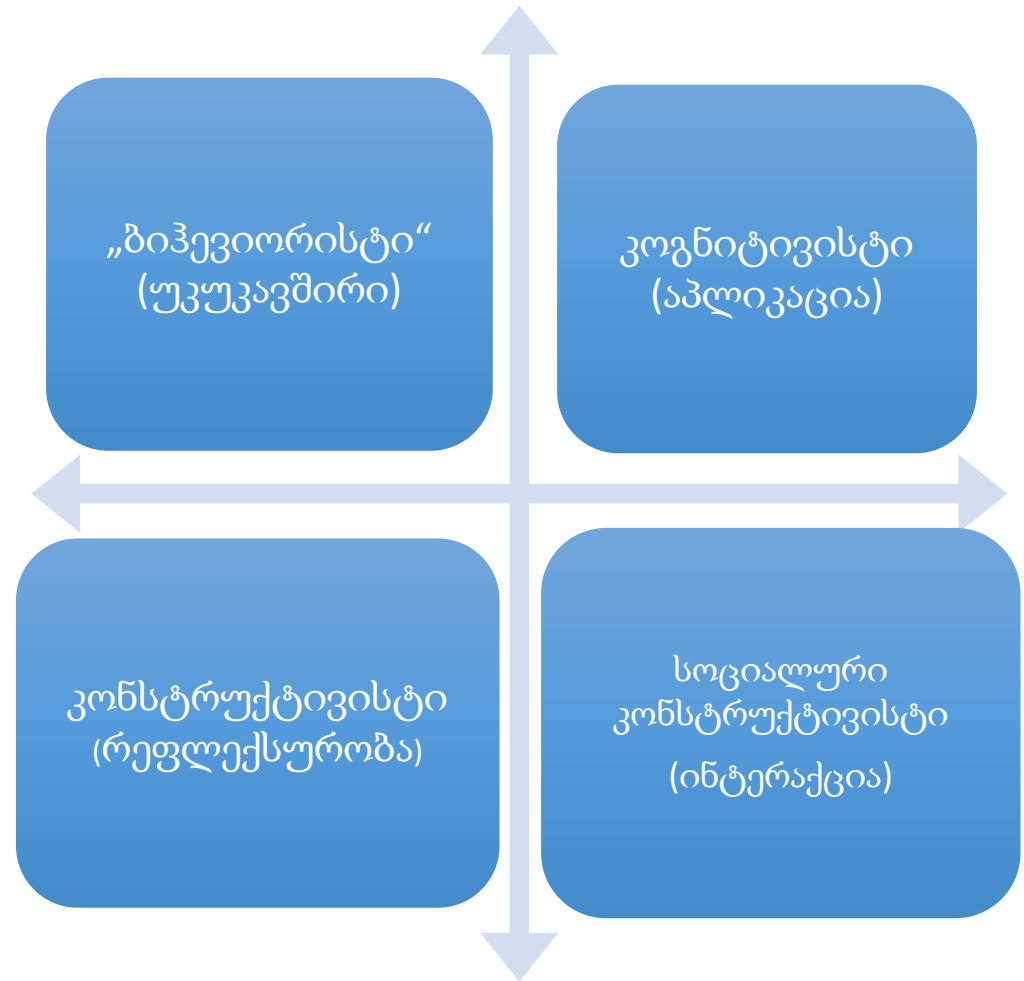 „ბიჰევიორისტი“
(უკუკავშირი)
კოგნიტივისტი
(აპლიკაცია)
კონსტრუქტივისტი
(რეფლექსურობა)
სოციალური
კონსტრუქტივისტი
(ინტერაქცია)